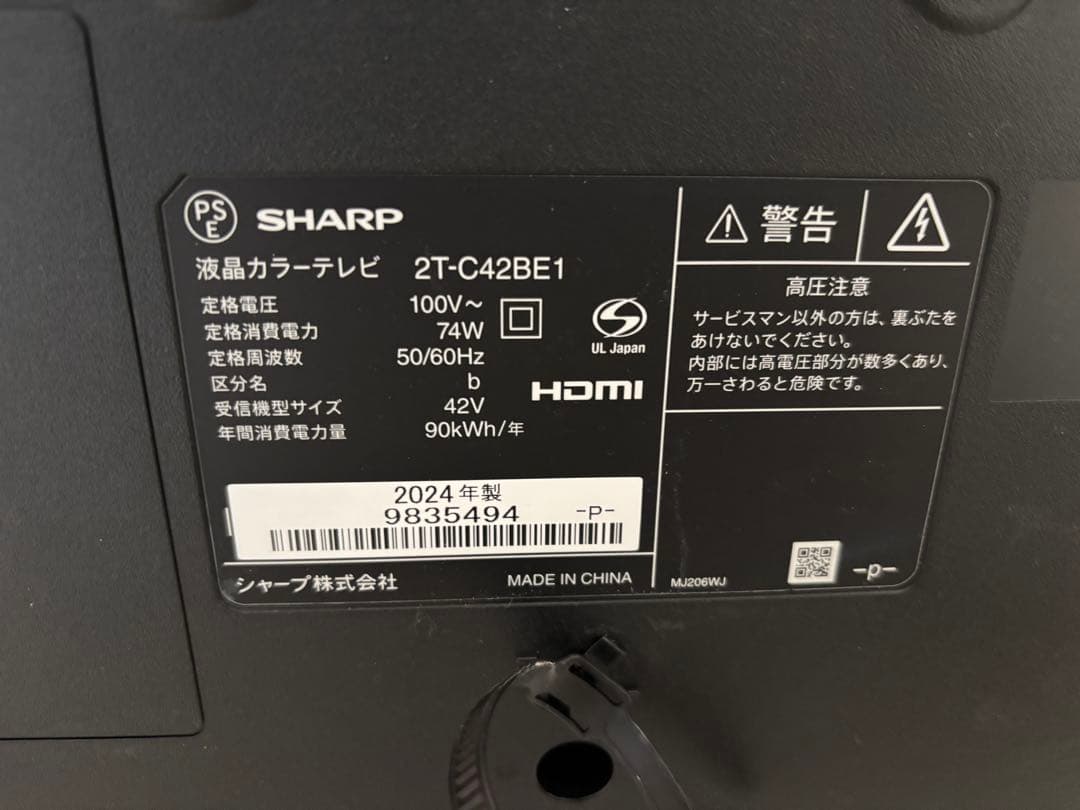 PSE SHARP
液晶カラーテレビ 2T-C42BE1
定格電圧 100V~
定格消費電力 74W
定格周波数 50/60Hz
区分名 b
受信機型サイズ 42V
年間消費電力量 90kWh/年
UL Japan
HDMI
2024年製
9835494 -P-
シャープ株式会社 MADE IN CHINA
警告
高圧注意
サービスマン以外の方は、裏ぶたを
あけないでください。
内部には高電圧部分が数多くあり、
万一さわると危険です。
MJ206WJ -p-